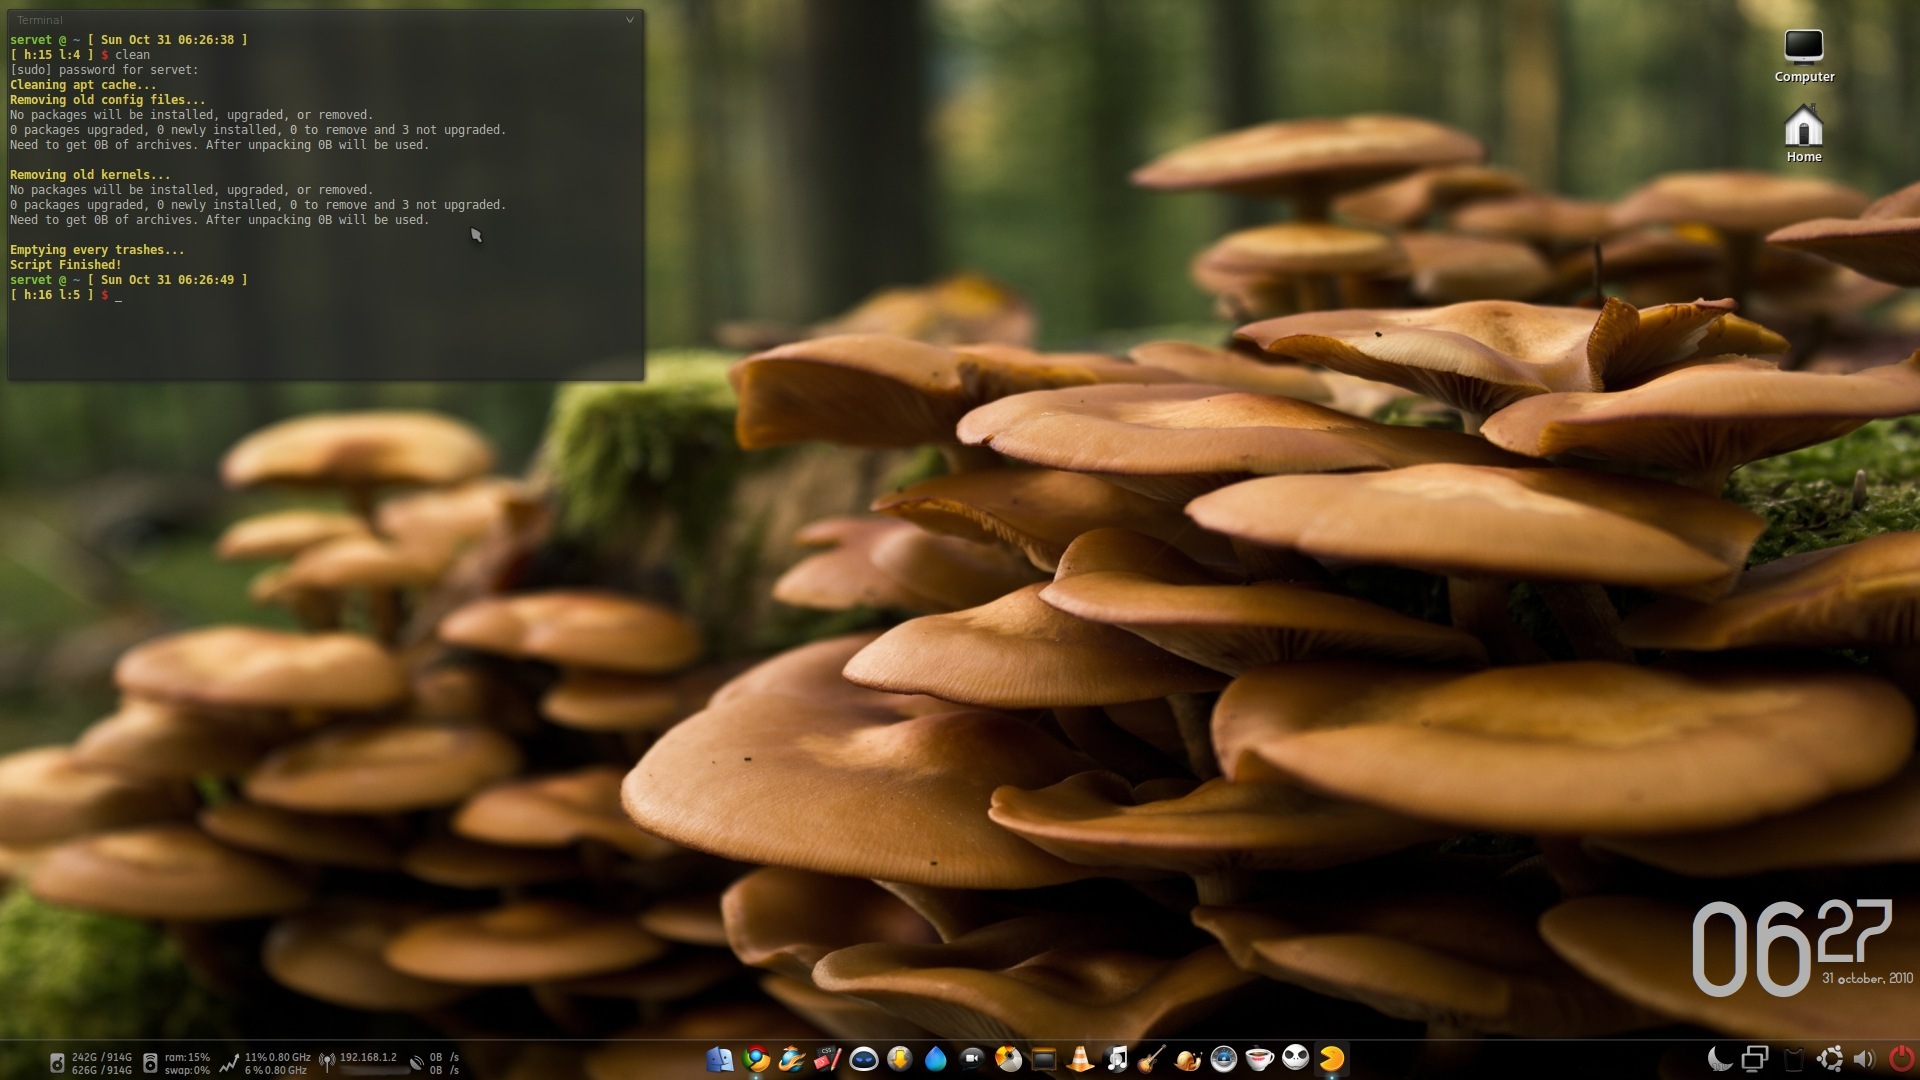 Terminal
servet @ ~ [ Sun Oct 31 06:26:38 ]
[ h:15 l:4 ] $ clean
[sudo] password for servet:
Cleaning apt cache...
Removing old config files...
No packages will be installed, upgraded, or removed.
0 packages upgraded, 0 newly installed, 0 to remove and 3 not upgraded.
Need to get 0B of archives. After unpacking 0B will be used.
Removing old kernels...
No packages will be installed, upgraded, or removed.
0 packages upgraded, 0 newly installed, 0 to remove and 3 not upgraded.
Need to get 0B of archives. After unpacking 0B will be used.
Emptying every trashes...
Script Finished!
servet @ ~ [ Sun Oct 31 06:26:49 ]
[ h:16 l:5 ] $ _
Computer
Home
06 27
31 october, 2010
242G / 914G
626G / 914G
ram: 15%
swap: 0%
11% 0.80 GHz
6 % 0.80 GHz
192.168.1.2
0B /s
0B /s
CSS